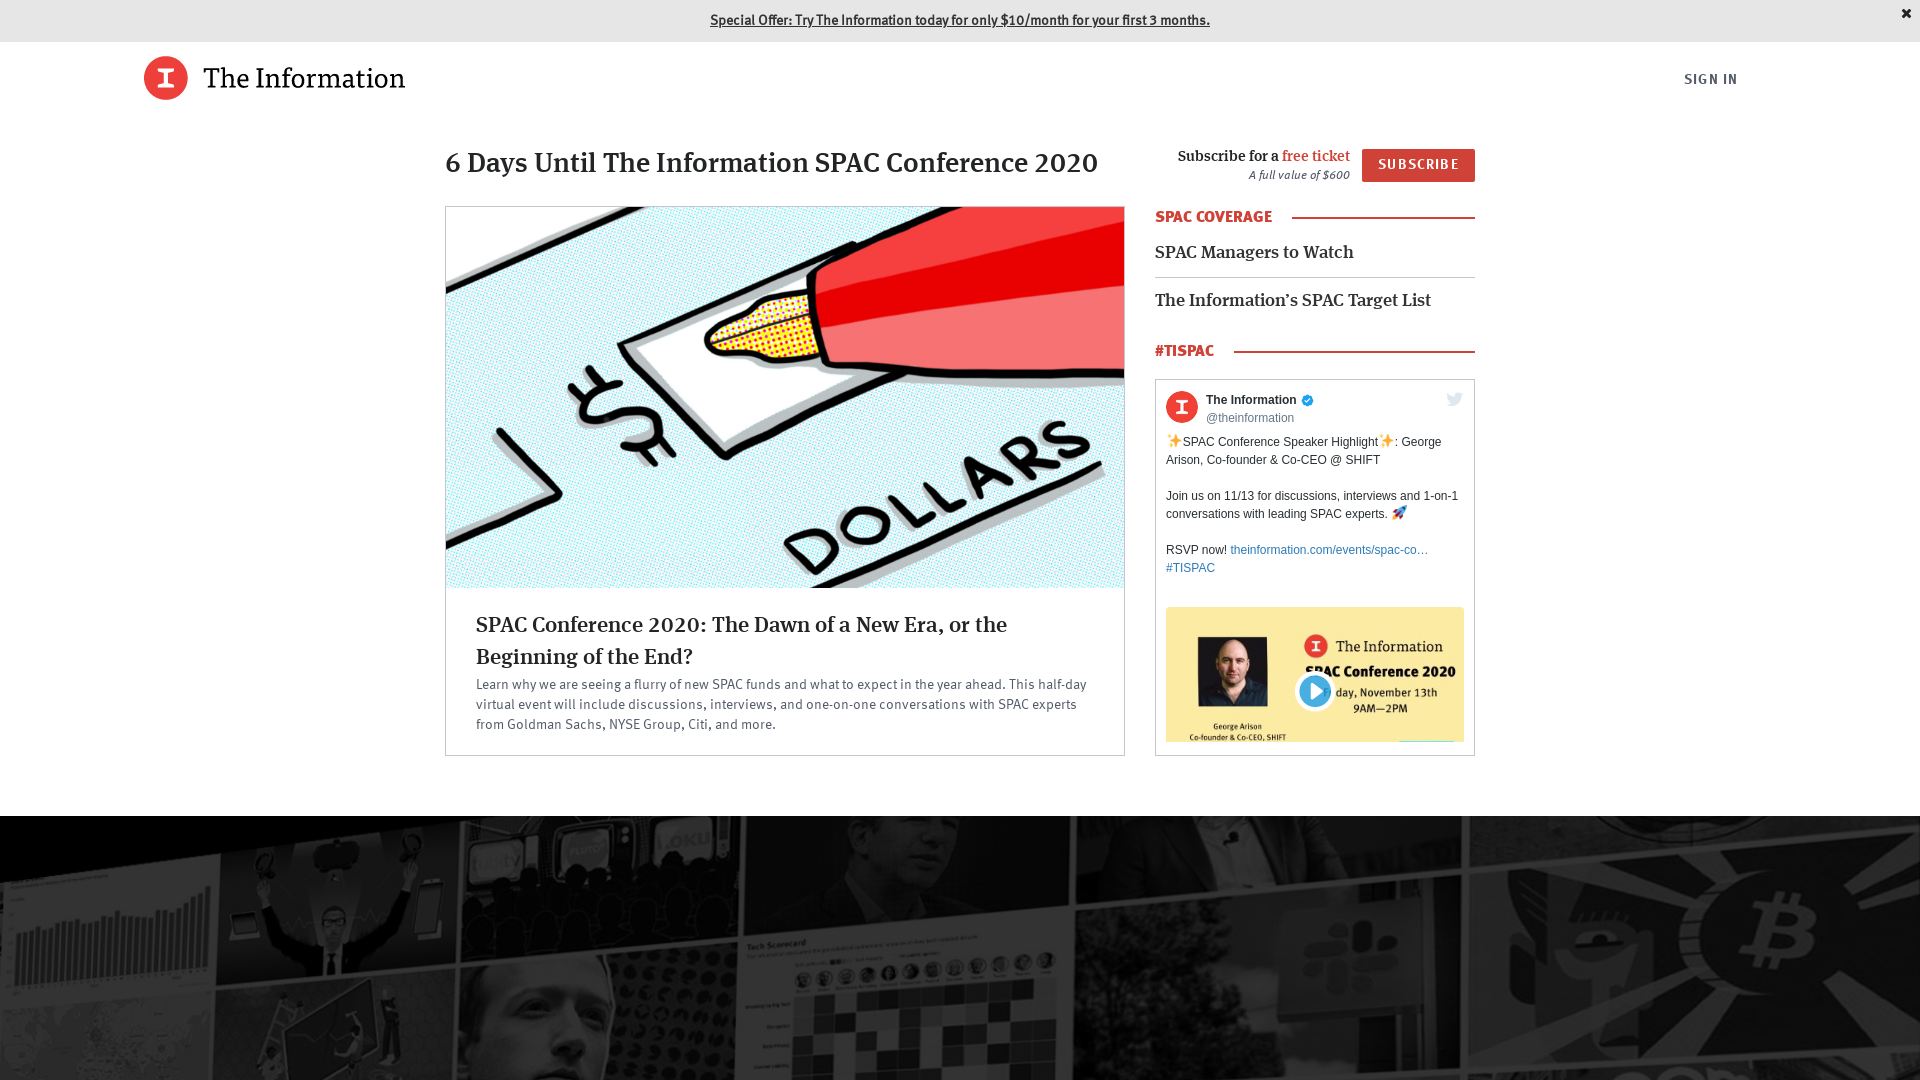 Special Offer: Try The Information today for only $10/month for your first 3 months.
The Information
SIGN IN
6 Days Until The Information SPAC Conference 2020
Subscribe for a free ticket
A full value of $600
SUBSCRIBE
DOLLARS
SPAC Conference 2020: The Dawn of a New Era, or the
Beginning of the End?
Learn why we are seeing a flurry of new SPAC funds and what to expect in the year ahead. This half-day
virtual event will include discussions, interviews, and one-on-one conversations with SPAC experts
from Goldman Sachs, NYSE Group, Citi, and more.
SPAC COVERAGE
SPAC Managers to Watch
The Information’s SPAC Target List
#TISPAC
The Information
@theinformation
✨SPAC Conference Speaker Highlight✨: George
Arison, Co-founder & Co-CEO @ SHIFT
Join us on 11/13 for discussions, interviews and 1-on-1
conversations with leading SPAC experts. 🚀
RSVP now! theinformation.com/events/spac-co…
#TISPAC
The Information
SPAC Conference 2020
Friday, November 13th
9AM—2PM
George Arison
Co-founder & Co-CEO, SHIFT
Tech Scorecard